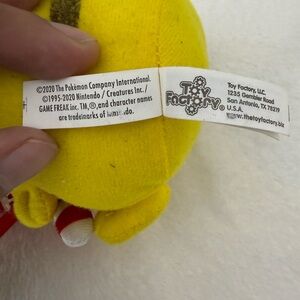 ©2020 The Pokémon Company International.
©1995-2020 Nintendo / Creatures Inc./
GAME FREAK inc. TM,®,and character names
are trademarks of Nintendo.
Toy
Factory
Toy Factory, LLC
1235 Gembler Road
San Antonio, TX 78219
U.S.A.
www.thetoyfactory.biz